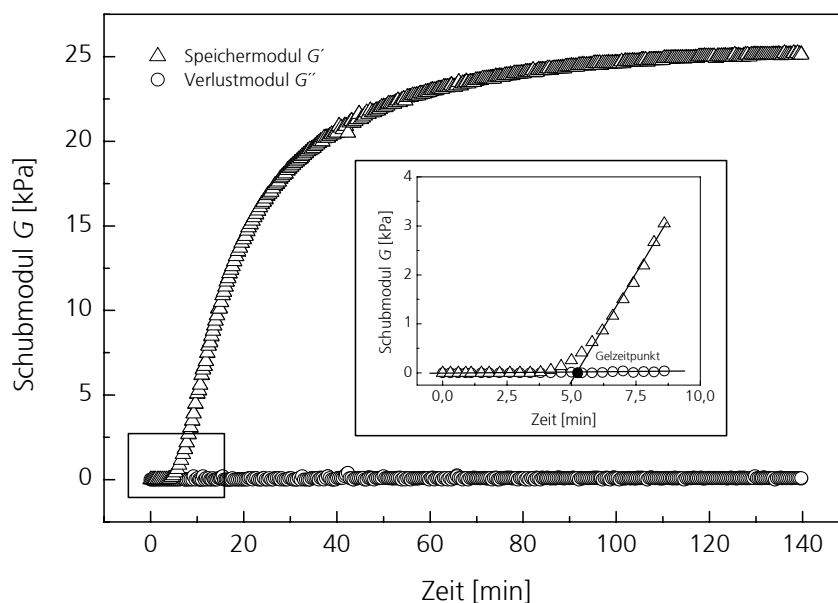 25
20
15
10
5
0
Schubmodul G [kPa]
Speichermodul G´
Verlustmodul G´´
4
3
2
1
0
Schubmodul G [kPa]
Gelzeitpunkt
0,0 2,5 5,0 7,5 10,0
Zeit [min]
0 20 40 60 80 100 120 140
Zeit [min]